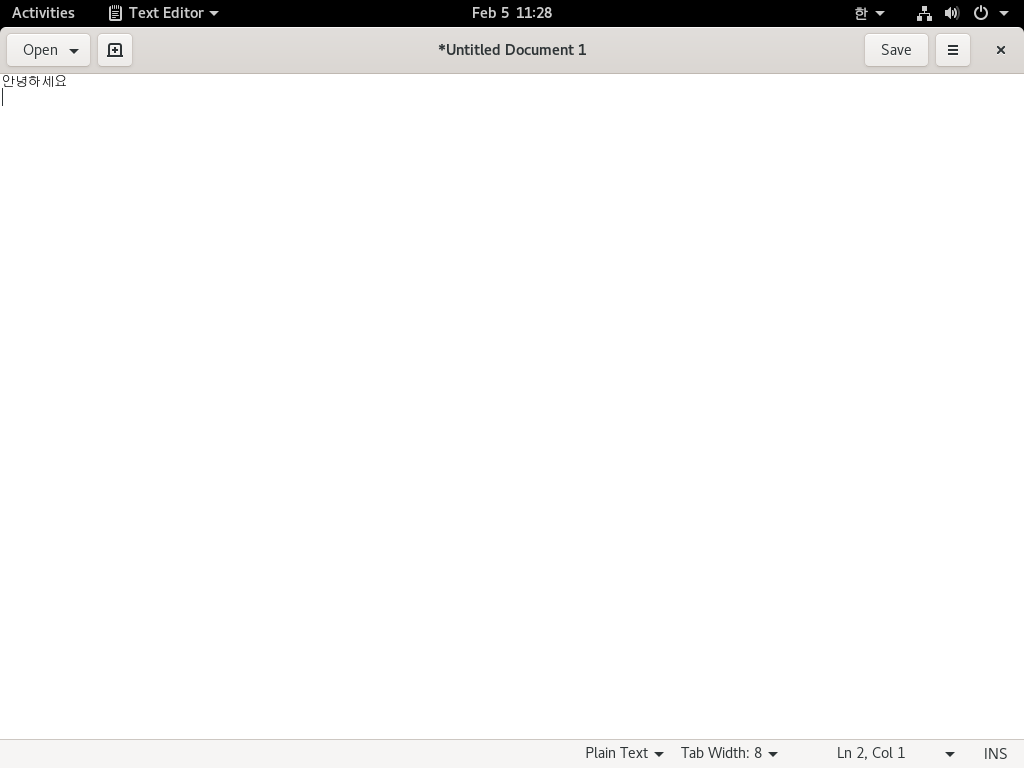 Activities Text Editor Feb 5 11:28 한
Open *Untitled Document 1 Save
안녕하세요
Plain Text Tab Width: 8 Ln 2, Col 1 INS